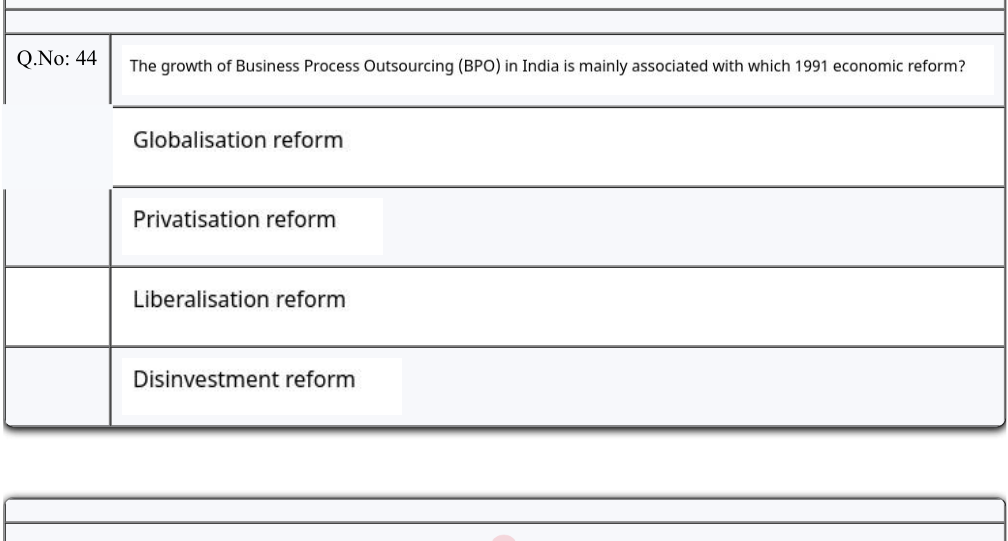 Q.No: 44
The growth of Business Process Outsourcing (BPO) in India is mainly associated with which 1991 economic reform?
Globalisation reform
Privatisation reform
Liberalisation reform
Disinvestment reform